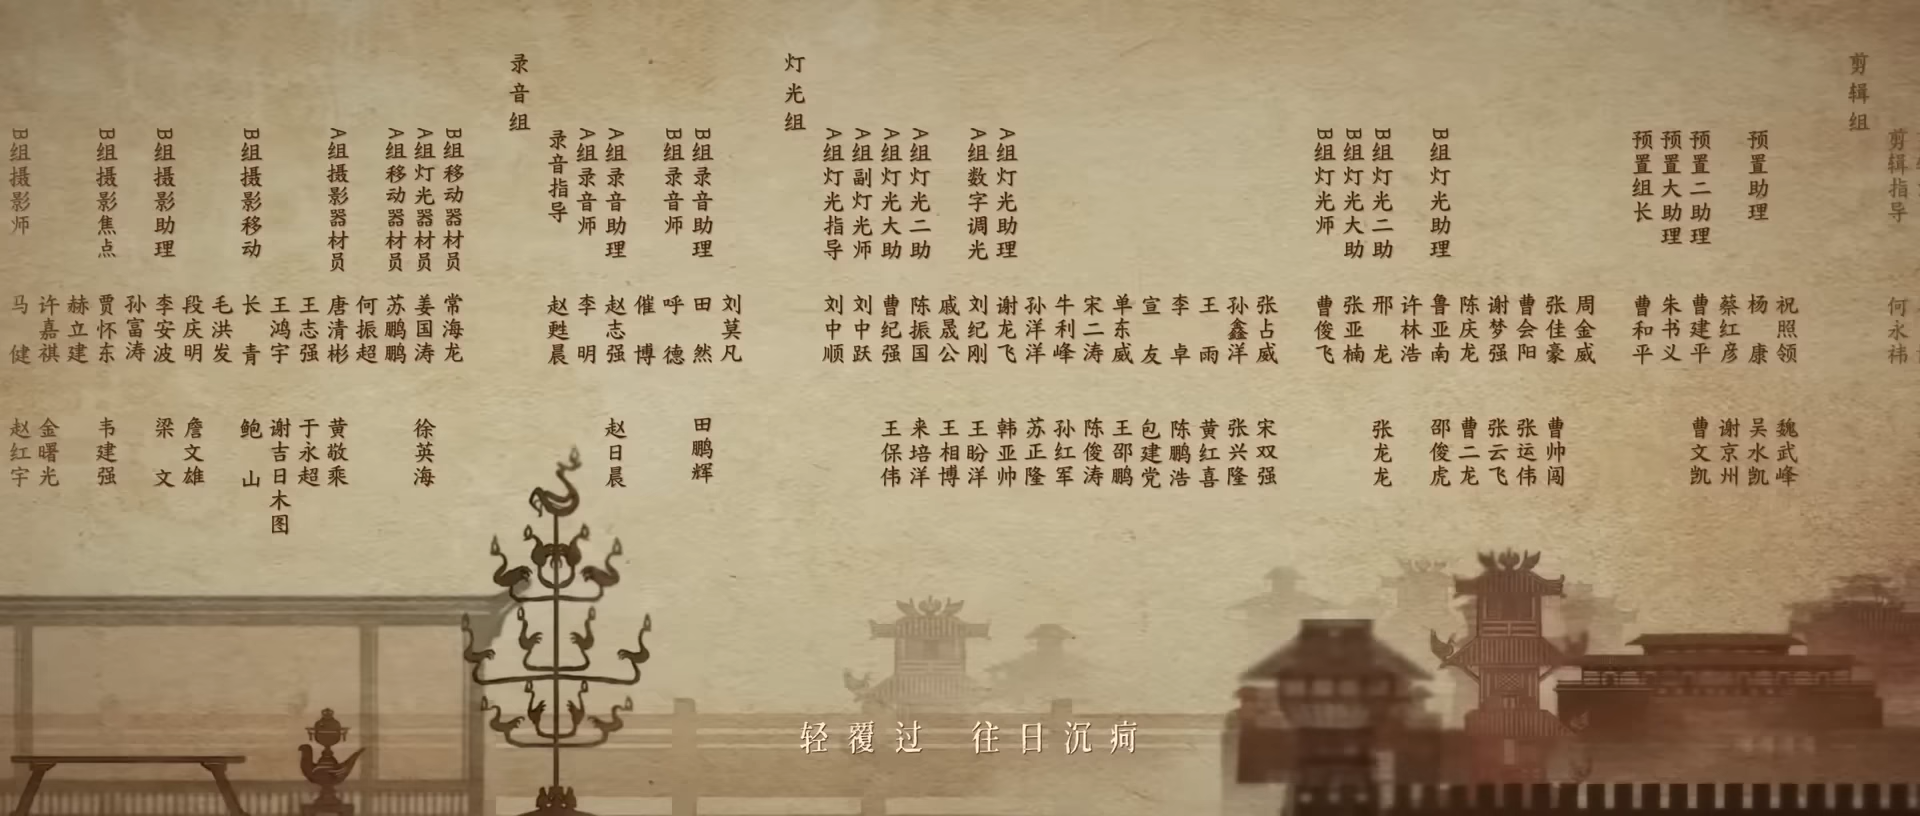 B组摄影师
B组摄影焦点
B组摄影助理
B组摄影移动
A组摄影器材员
A组移动器材员
A组灯光器材员
B组移动器材员
马健
许嘉祺
赫立建
贾怀东
孙富涛
李安波
段庆明
毛洪发
长青
王鸿宇
王志强
唐清彬
何振超
苏鹏鹏
姜国涛
常海龙
赵红宇
金曙光
韦建强
梁文
詹文雄
鲍山
谢吉日木图
于永超
黄敬乘
徐英海
录音组
录音指导
A组录音师
A组录音助理
B组录音师
B组录音助理
赵甦晨
李明
赵志强
催博
呼德
田然
刘莫凡
赵日晨
田鹏辉
灯光组
A组灯光指导
A组副灯光师
A组灯光大助
A组灯光二助
A组数字调光
A组灯光助理
B组灯光师
B组灯光大助
B组灯光二助
B组灯光助理
预置组长
预置大助理
预置二助理
预置助理
刘中顺
刘中跃
曹纪强
陈振国
戚晟公
刘纪刚
谢龙飞
孙洋洋
牛利峰
宋二涛
单东威
宣友
李卓
王雨
孙鑫洋
张占威
曹俊飞
张亚楠
邢龙
许林浩
鲁亚南
陈庆龙
谢梦强
曹会阳
张佳豪
周金威
曹和平
朱书义
曹建平
蔡红彦
杨康
祝照领
王保伟
来培洋
王相博
王盼洋
韩亚帅
苏正隆
孙红军
陈俊涛
王邵鹏
包建党
陈鹏浩
黄红喜
张兴隆
宋双强
张龙龙
邵俊虎
曹二龙
张云飞
张运伟
曹帅闯
曹文凯
谢京州
吴水凯
魏武峰
剪辑组
剪辑指导
何永祎
轻覆过 往日沉疴